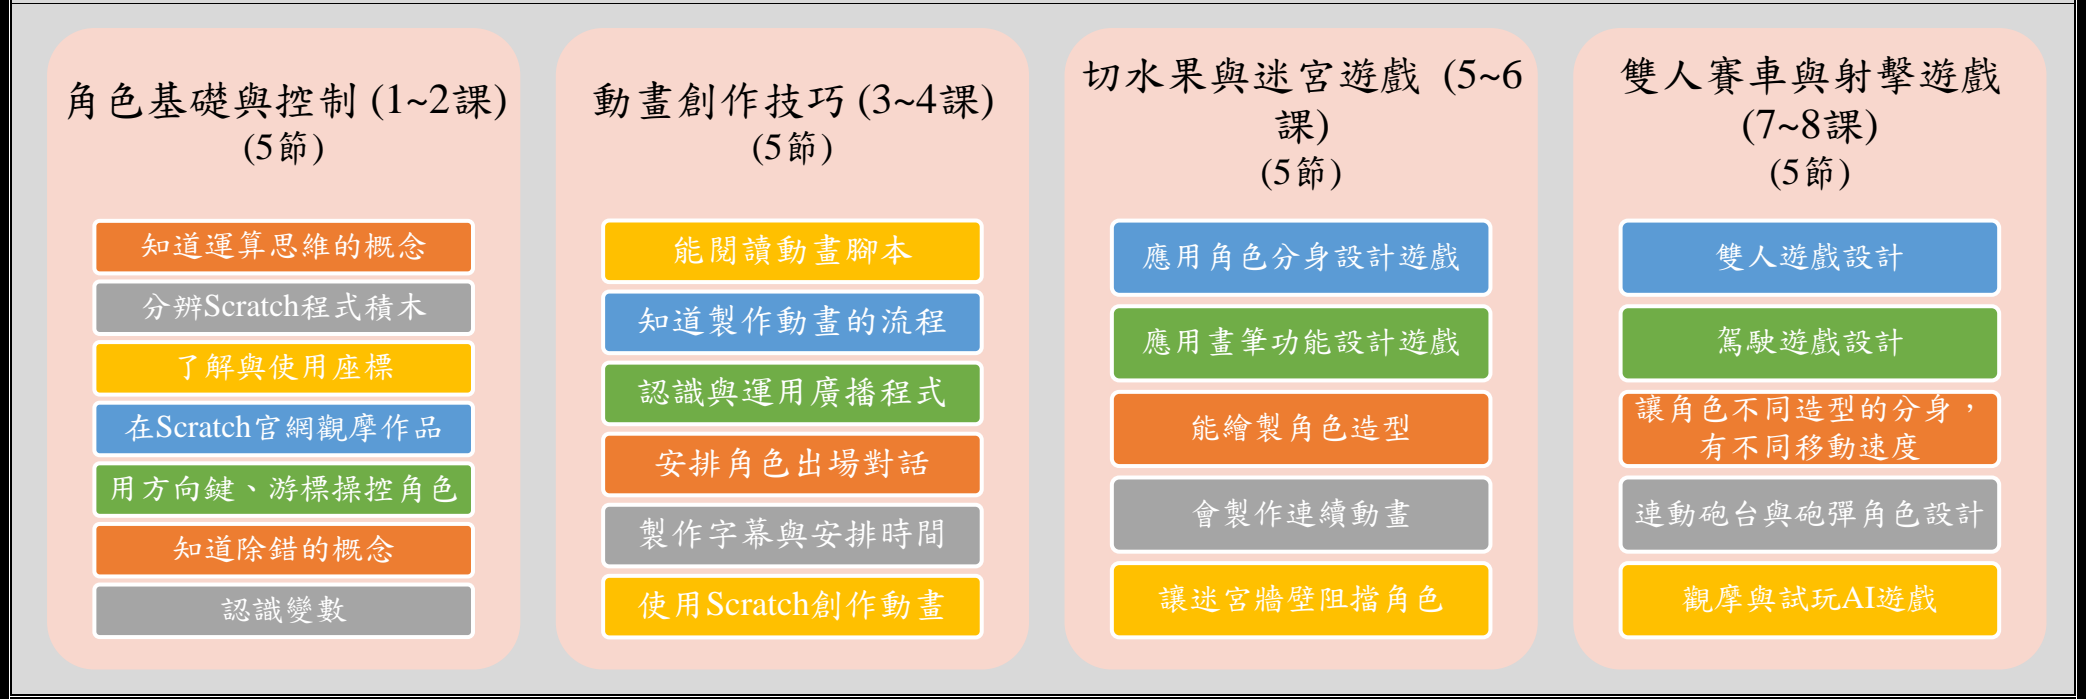 角色基礎與控制 (1~2課)
(5節)
知道運算思維的概念
分辨Scratch程式積木
了解與使用座標
在Scratch官網觀摩作品
用方向鍵、游標操控角色
知道除錯的概念
認識變數
動畫創作技巧 (3~4課)
(5節)
能閱讀動畫腳本
知道製作動畫的流程
認識與運用廣播程式
安排角色出場對話
製作字幕與安排時間
使用Scratch創作動畫
切水果與迷宮遊戲 (5~6
課)
(5節)
應用角色分身設計遊戲
應用畫筆功能設計遊戲
能繪製角色造型
會製作連續動畫
讓迷宮牆壁阻擋角色
雙人賽車與射擊遊戲
(7~8課)
(5節)
雙人遊戲設計
駕駛遊戲設計
讓角色不同造型的分身，
有不同移動速度
連動砲台與砲彈角色設計
觀摩與試玩AI遊戲